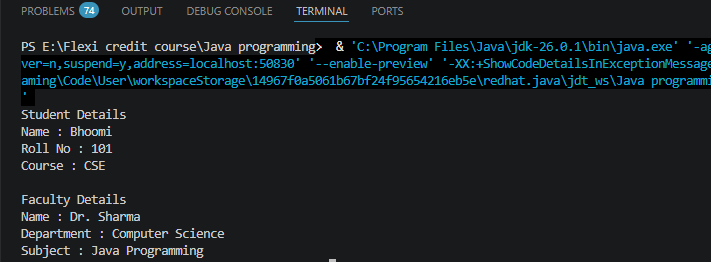 PROBLEMS 74 OUTPUT DEBUG CONSOLE TERMINAL PORTS
PS E:\Flexi credit course\Java programming> & 'C:\Program Files\Java\jdk-26.0.1\bin\java.exe' '-ag
ver=n,suspend=y,address=localhost:50830' '--enable-preview' '-XX:+ShowCodeDetailsInExceptionMessage
aming\Code\User\workspaceStorage\14967f0a5061b67bf24f95654216eb5e\redhat.java\jdt_ws\Java programmi
'
Student Details
Name : Bhoomi
Roll No : 101
Course : CSE
Faculty Details
Name : Dr. Sharma
Department : Computer Science
Subject : Java Programming